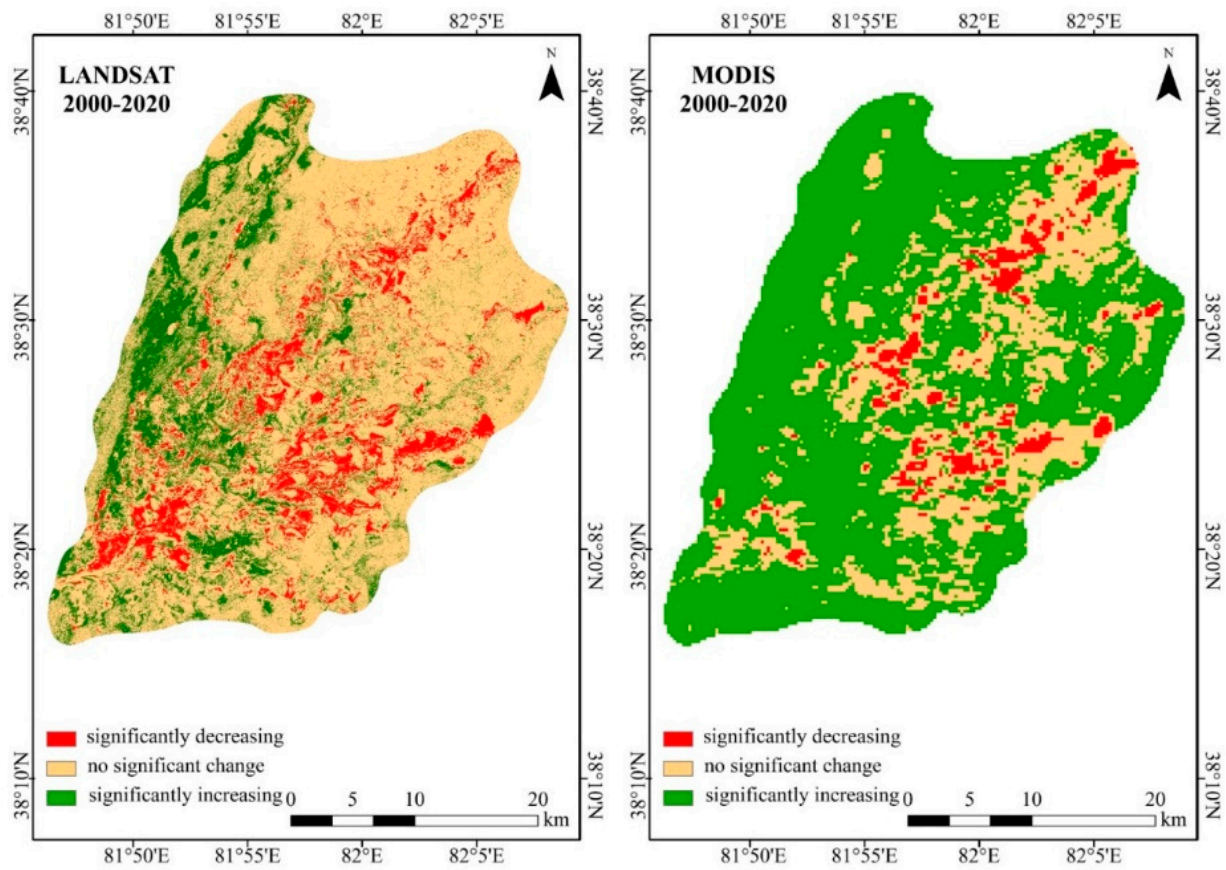 81°50'E 81°55'E 82°E 82°5'E
LANDSAT
2000-2020
N
38°40'N
38°40'N
38°30'N
38°30'N
38°20'N
38°20'N
38°10'N
38°10'N
significantly decreasing
no significant change
significantly increasing
0 5 10 20
km
81°50'E 81°55'E 82°E 82°5'E
81°50'E 81°55'E 82°E 82°5'E
MODIS
2000-2020
N
38°40'N
38°40'N
38°30'N
38°30'N
38°20'N
38°20'N
38°10'N
38°10'N
significantly decreasing
no significant change
significantly increasing
0 5 10 20
km
81°50'E 81°55'E 82°E 82°5'E